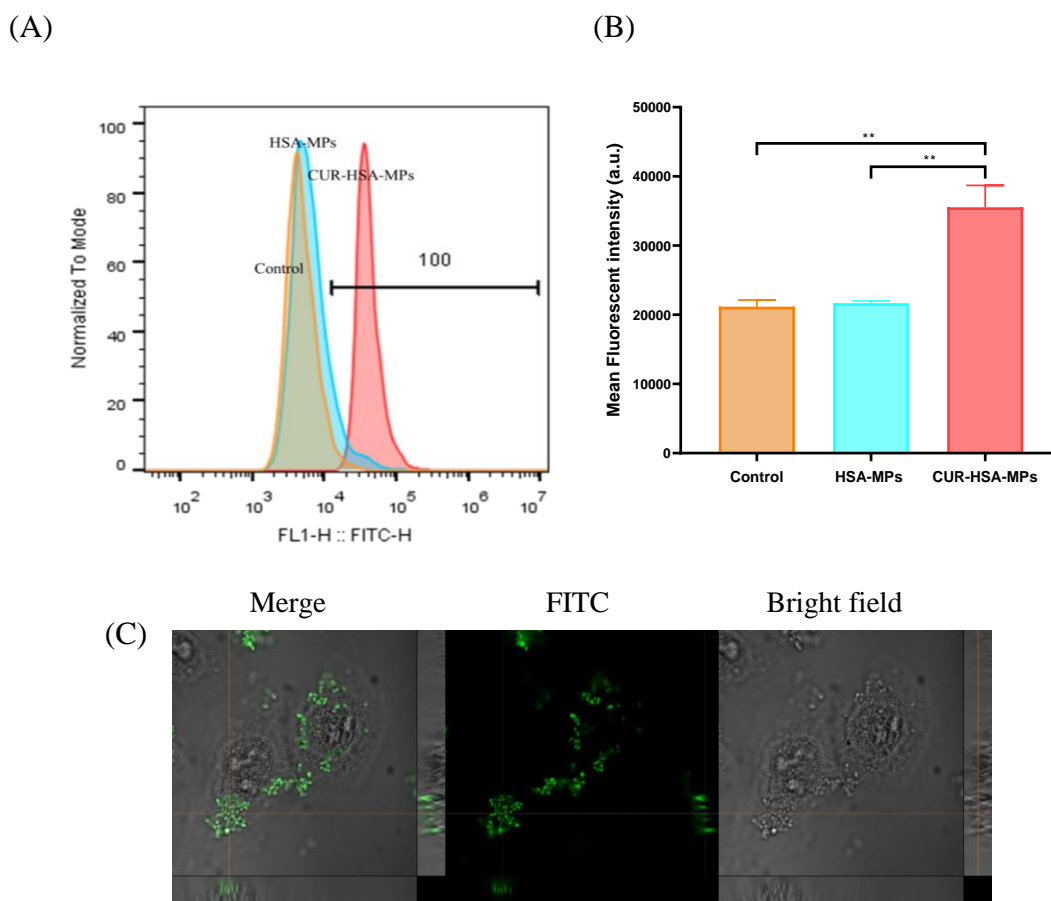 (A)
(B)
Normalized To Mode
100
80
60
40
20
0
HSA-MPs
CUR-HSA-MPs
Control
100
10^2
10^3
10^4
10^5
10^6
10^7
FL1-H :: FITC-H
Mean Fluorescent intensity (a.u.)
50000
40000
30000
20000
10000
0
**
**
Control HSA-MPs CUR-HSA-MPs
Merge FITC Bright field
(C)